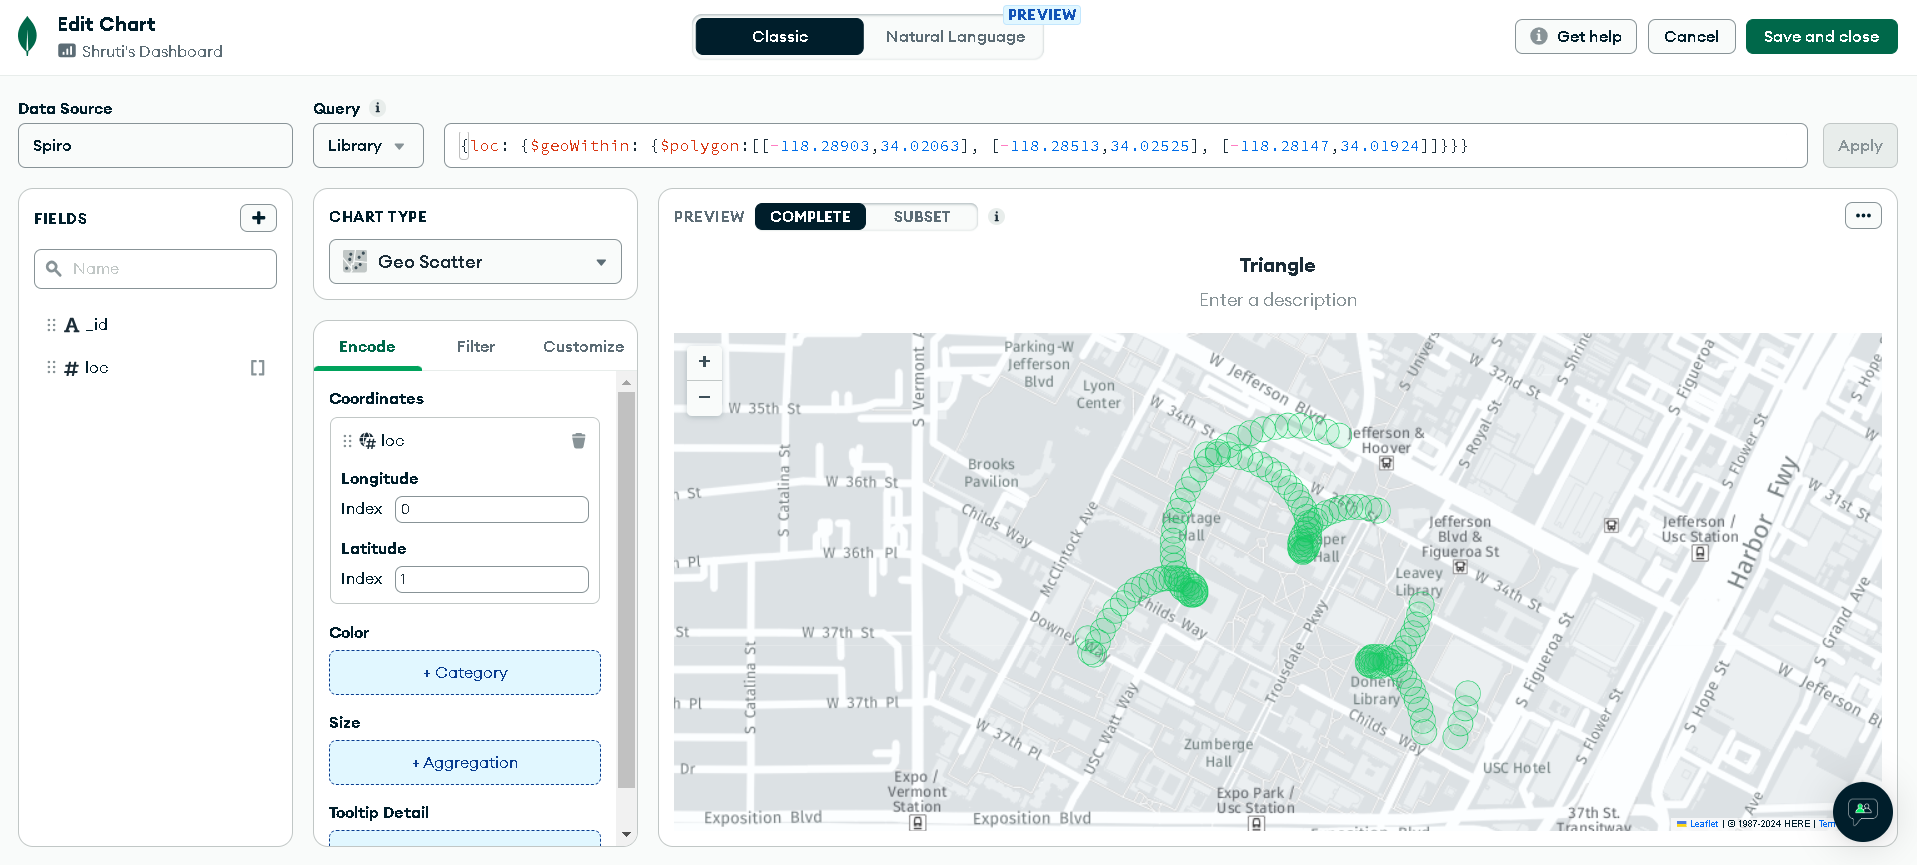 Edit Chart
Shruti's Dashboard
Classic
Natural Language
PREVIEW
Get help
Cancel
Save and close
Data Source
Query
Spiro
Library
{loc: {$geoWithin: {$polygon:[[-118.28903,34.02063], [-118.28513,34.02525], [-118.28147,34.01924]]}}}
Apply
FIELDS
+
Name
A _id
# loc
[]
CHART TYPE
Geo Scatter
Encode
Filter
Customize
Coordinates
loc
Longitude
Index
0
Latitude
Index
1
Color
+ Category
Size
+ Aggregation
Tooltip Detail
PREVIEW
COMPLETE
SUBSET
Triangle
Enter a description
+
−
Parking-W
Jefferson
Blvd
Lyon
Center
S Vermont A
W Jefferson Blvd
W 32nd St
S Univers
S Shrine
S Figueroa
S Hope S
W 35th St
W 34th St
S Royal St
S Flower St
Jefferson &
Hoover
S Catalina St
Brooks
Pavilion
W 36th St
n St
W 34th St
W 31st St
Harbor Fwy
Childs Way
McClintock Ave
Heritage
Hall
Taper
Hall
Jefferson
Blvd &
Figueroa St
Jefferson /
Usc Station
W 36th Pl
n Pl
Leavey
Library
W 34th St
Childs Way
Downey Way
Trousdale Pkwy
S Grand Ave
St
W 37th St
S Catalina St
Doheny
Library
S Figueroa St
S Hope St
W Jefferson Bl
h Pl
W 37th Pl
USC Watt Way
Childs Way
S Flower St
W 37th Pl
Zumberge
Hall
USC Hotel
Dr
Expo /
Vermont
Station
Expo Park /
Usc Station
Exposition Blvd
Exposition Blvd
Exposition Blvd
37th St.
Transitway
Ave
Leaflet | © 1987-2024 HERE | Term